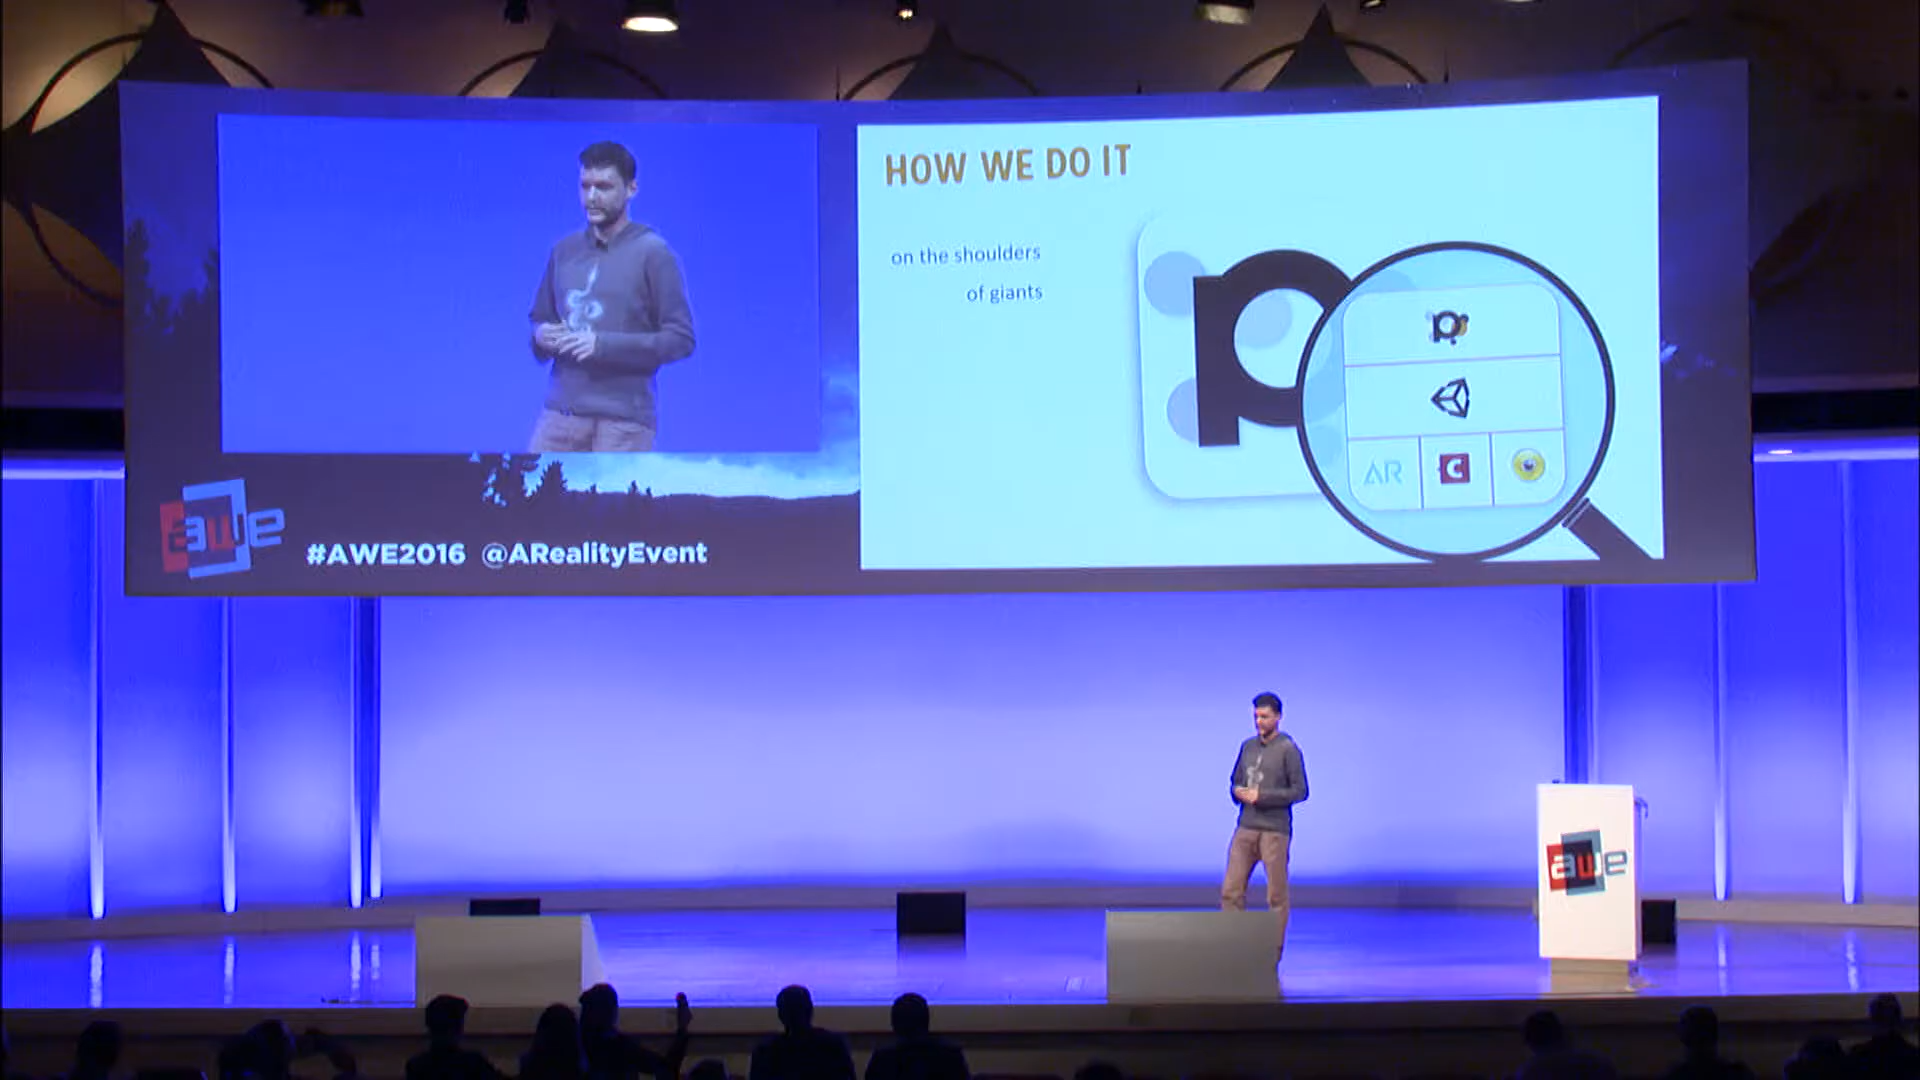 HOW WE DO IT
on the shoulders
of giants
p
p
AR
C
awe
#AWE2016 @ARealityEvent
awe